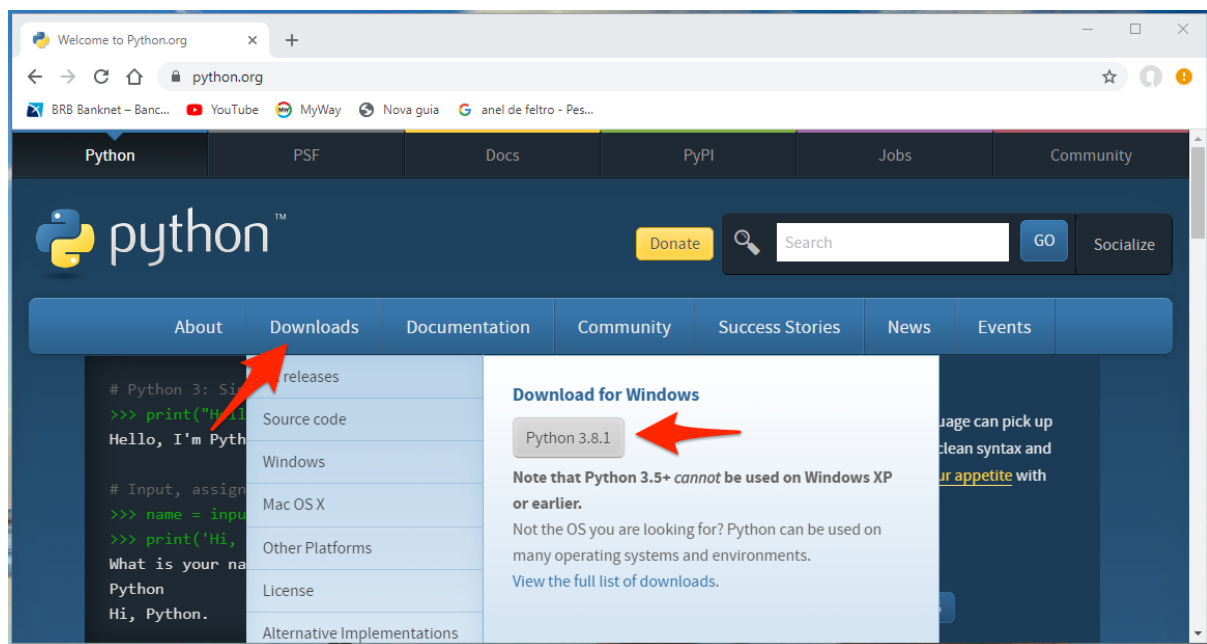 Welcome to Python.org
python.org
BRB Banknet – Banc... YouTube MyWay Nova guia anel de feltro - Pes...
Python PSF Docs PyPI Jobs Community
python™
Donate Search GO Socialize
About Downloads Documentation Community Success Stories News Events
# Python 3: Si
>>> print("Hell
Hello, I'm Pyth
# Input, assign
>>> name = inpu
>>> print('Hi,
What is your na
Python
Hi, Python.
releases
Source code
Windows
Mac OS X
Other Platforms
License
Alternative Implementations
Download for Windows
Python 3.8.1
Note that Python 3.5+ cannot be used on Windows XP
or earlier.
Not the OS you are looking for? Python can be used on
many operating systems and environments.
View the full list of downloads.
uage can pick up
clean syntax and
ur appetite with